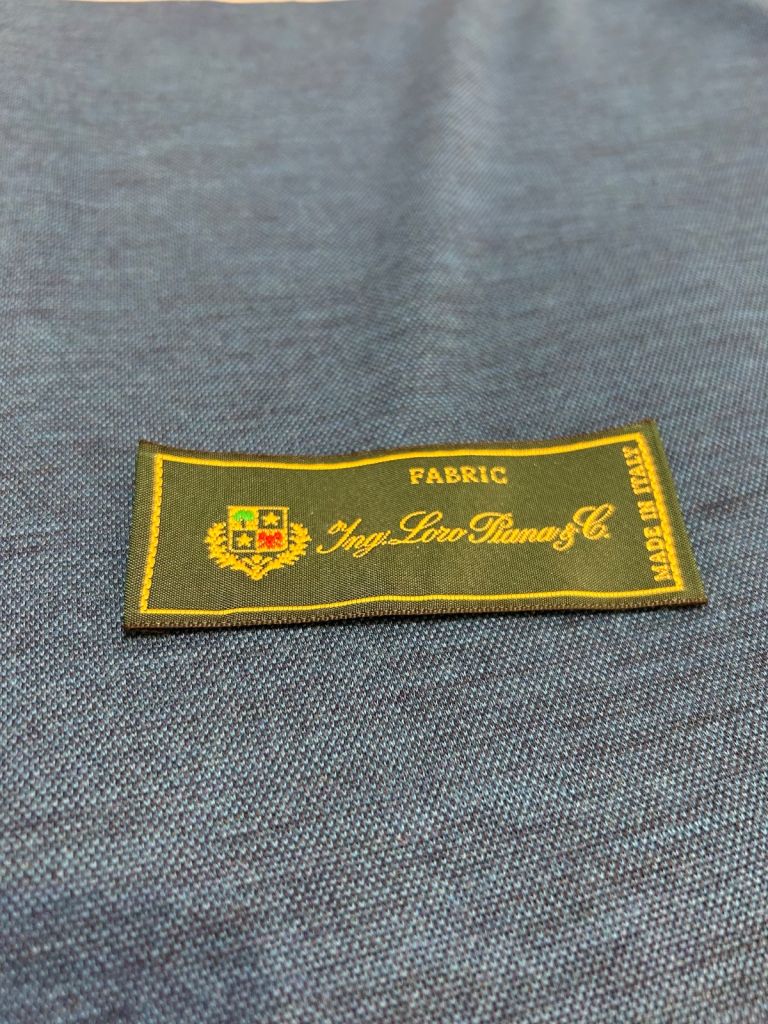 FABRIC
Ing. Loro Piana & C.
MADE IN ITALY